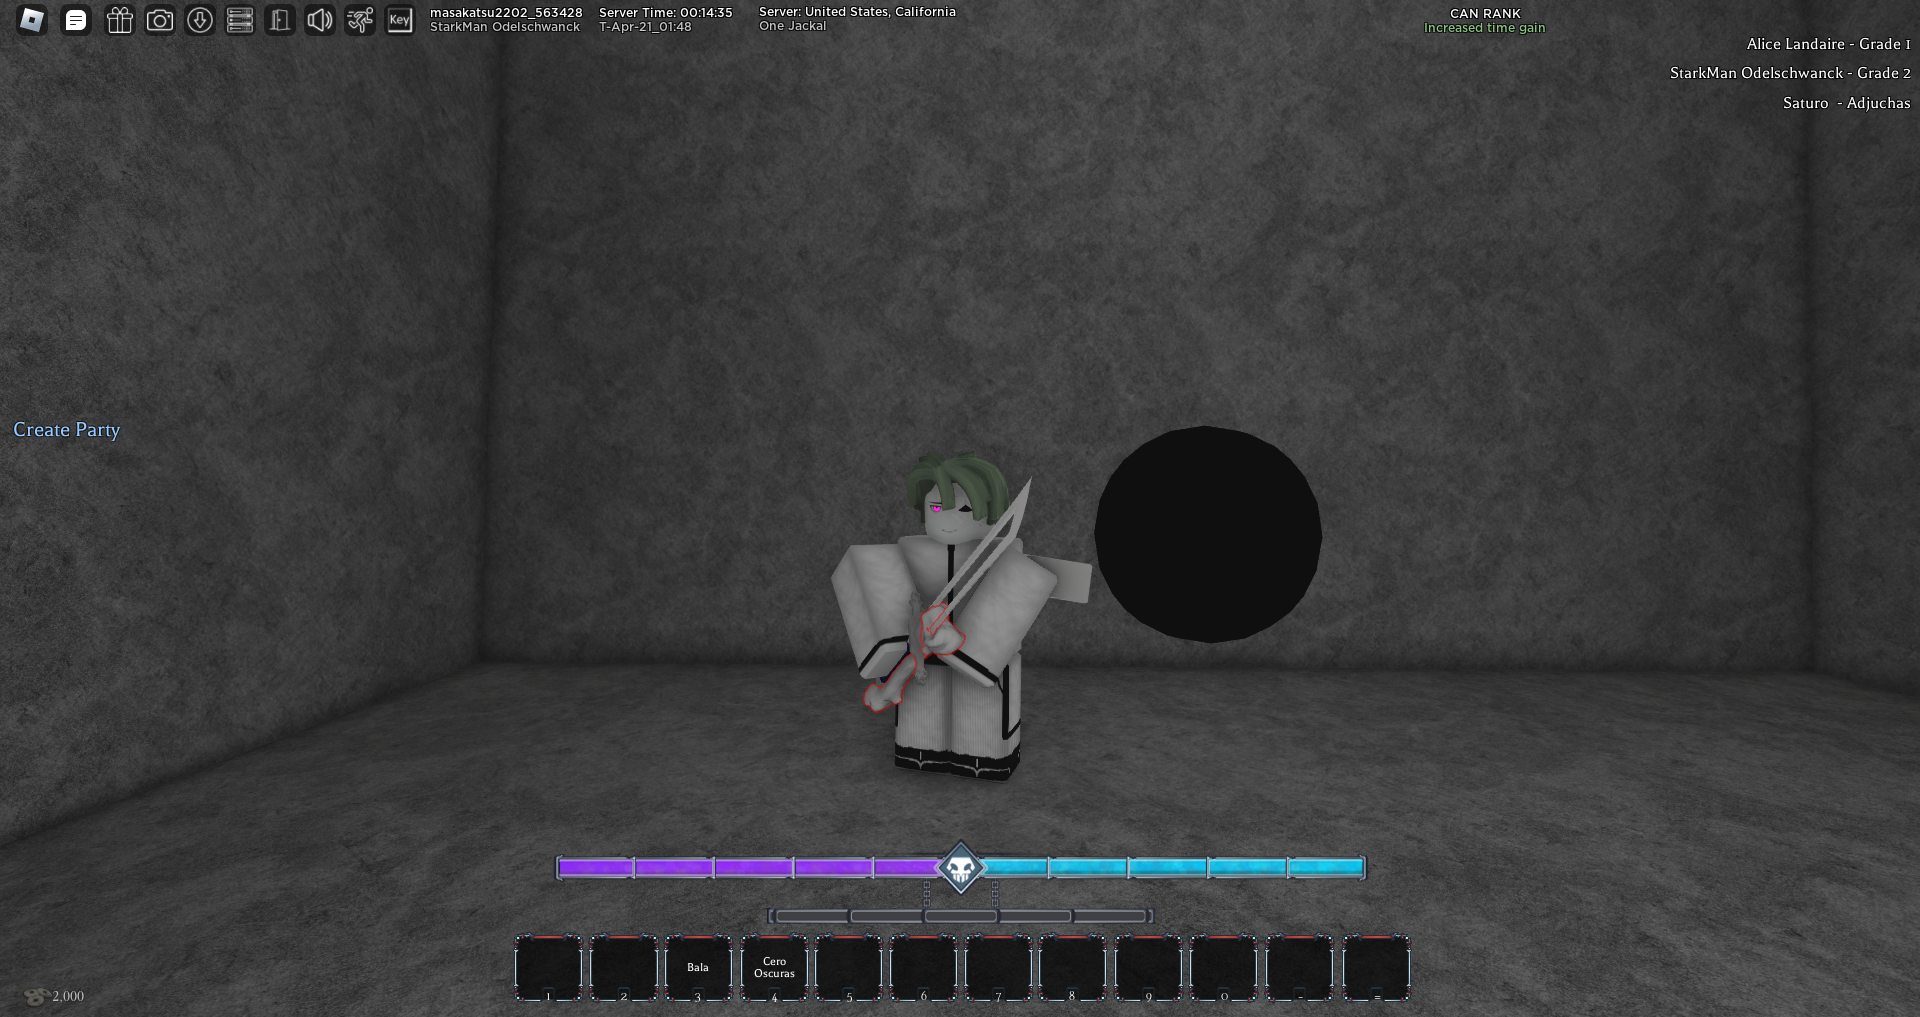 Key
masakatsu2202_563428
StarkMan Odelschwanck
Server Time: 00:14:35
T-Apr-21_01:48
Server: United States, California
One Jackal
CAN RANK
Increased time gain
Alice Landaire - Grade 1
StarkMan Odelschwanck - Grade 2
Saturo  - Adjuchas
Create Party
Bala
Cero
Oscuras
1
2
3
4
5
6
7
8
9
0
-
=
2,000